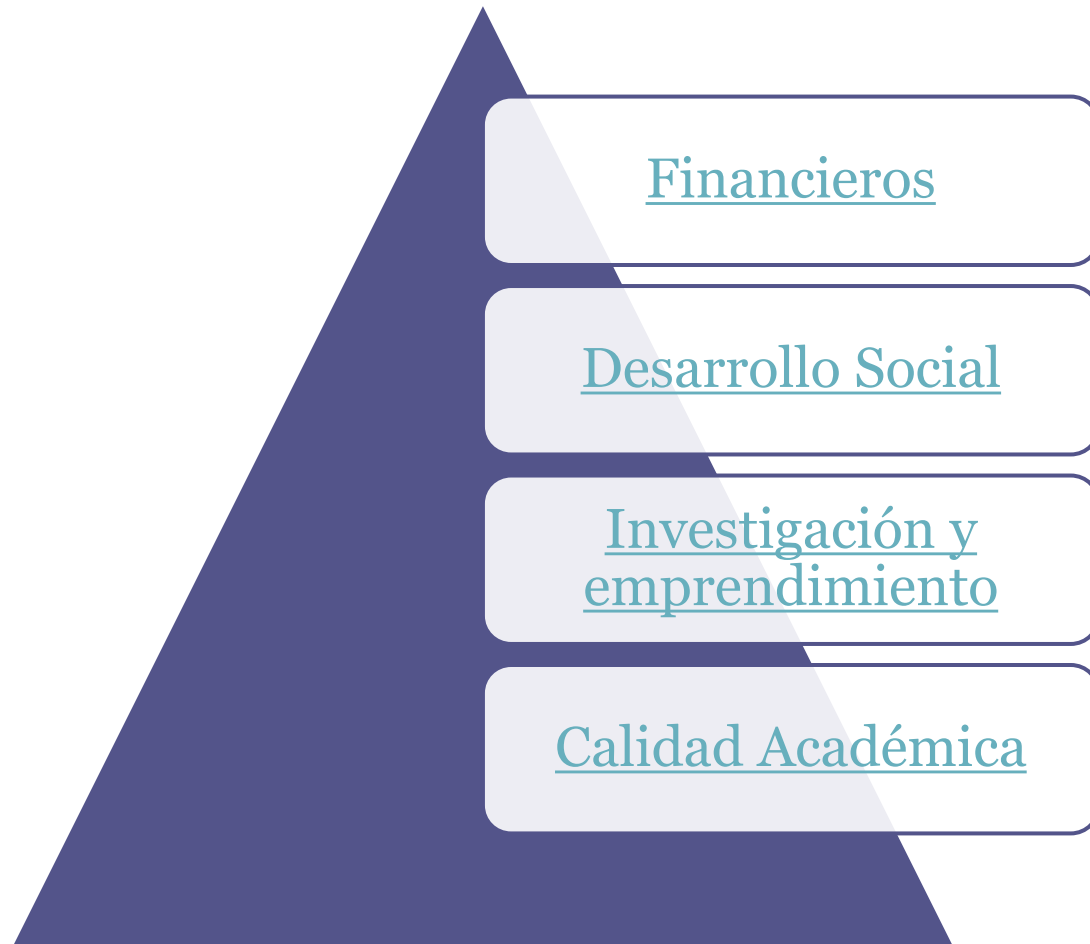 Financieros
Desarrollo Social
Investigación y
emprendimiento
Calidad Académica